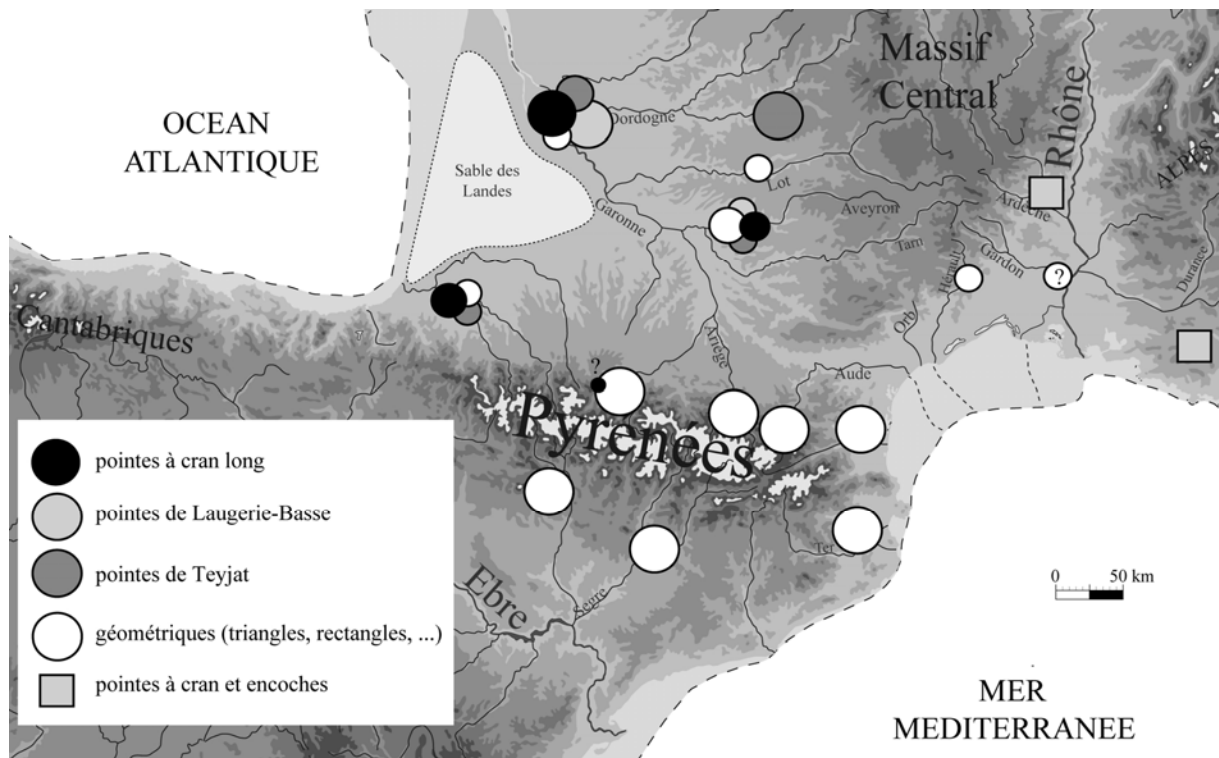 Massif
Central
OCEAN
ATLANTIQUE
Rhône
ALPES
Dordogne
Sable des
Landes
Lot
Ardèche
Garonne
Aveyron
Tarn
Gardon
Hérault
?
Durance
Cantabriques
Orb
Ariège
?
Aude
Pyrenées
pointes à cran long
pointes de Laugerie-Basse
pointes de Teyjat
géométriques (triangles, rectangles, ...)
pointes à cran et encoches
Ter
Ebre
Segre
0 50 km
MER
MEDITERRANEE